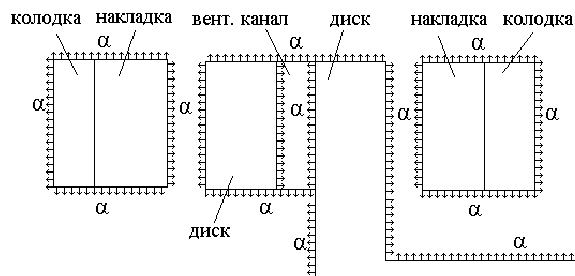 колодка накладка вент. канал диск накладка колодка
α α α
α α α α α
диск
α α α
α α